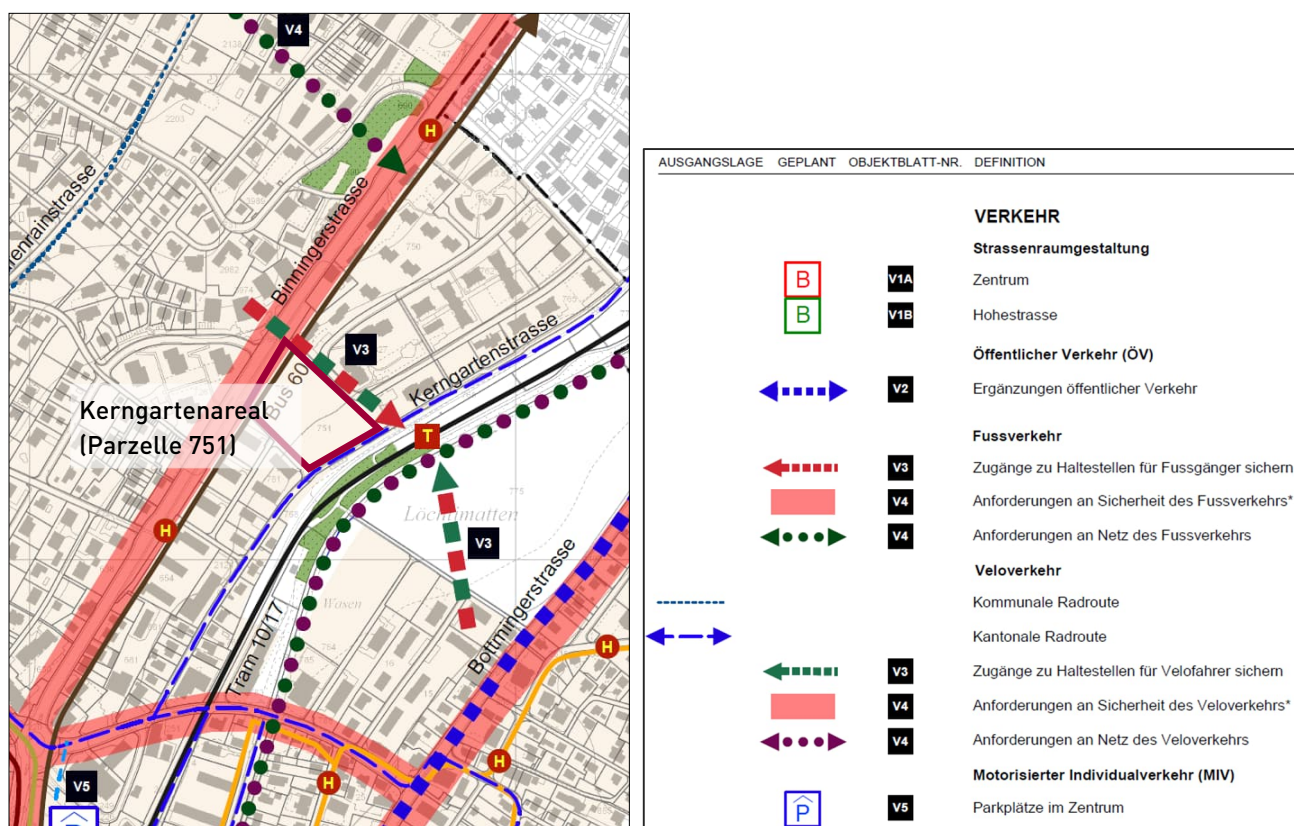 V4
H
Binningerstrasse
enrainstrasse
V3
Bus 60
Kerngartenstrasse
Kerngartenareal
(Parzelle 751)
751
T
775
Löchlimatten
V3
H
Waxen
Bottmingerstrasse
Tram 10/17
H
H
H
V5
P
AUSGANGSLAGE GEPLANT OBJEKTBLATT-NR. DEFINITION
VERKEHR
Strassenraumgestaltung
B V1A Zentrum
B V1B Hohestrasse
Öffentlicher Verkehr (ÖV)
V2 Ergänzungen öffentlicher Verkehr
Fussverkehr
V3 Zugänge zu Haltestellen für Fussgänger sichern
V4 Anforderungen an Sicherheit des Fussverkehrs*
V4 Anforderungen an Netz des Fussverkehrs
Veloverkehr
Kommunale Radroute
Kantonale Radroute
V3 Zugänge zu Haltestellen für Velofahrer sichern
V4 Anforderungen an Sicherheit des Veloverkehrs*
V4 Anforderungen an Netz des Veloverkehrs
Motorisierter Individualverkehr (MIV)
P V5 Parkplätze im Zentrum